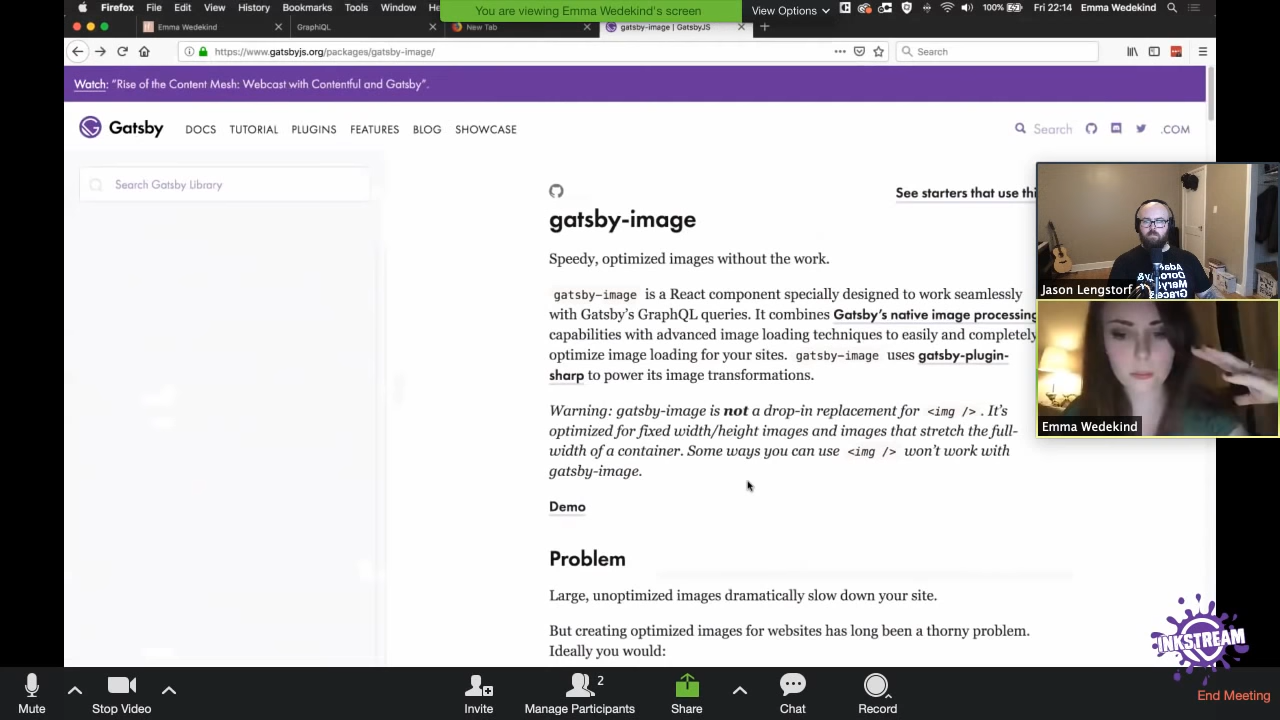 Firefox File Edit View History Bookmarks Tools Window
You are viewing Emma Wedekind's screen
View Options
100% Fri 22:14 Emma Wedekind
Emma Wedekind
GraphiQL
New Tab
gatsby-image | GatsbyJS
https://www.gatsbyjs.org/packages/gatsby-image/
Search
Watch: “Rise of the Content Mesh: Webcast with Contentful and Gatsby”.
Gatsby
DOCS TUTORIAL PLUGINS FEATURES BLOG SHOWCASE
Search
.COM
Search Gatsby Library
See starters that use thi
gatsby-image
Speedy, optimized images without the work.
gatsby-image is a React component specially designed to work seamlessly
with Gatsby’s GraphQL queries. It combines Gatsby’s native image processing
capabilities with advanced image loading techniques to easily and completely
optimize image loading for your sites. gatsby-image uses gatsby-plugin-
sharp to power its image transformations.
Warning: gatsby-image is not a drop-in replacement for <img />. It’s
optimized for fixed width/height images and images that stretch the full-
width of a container. Some ways you can use <img /> won’t work with
gatsby-image.
Demo
Problem
Large, unoptimized images dramatically slow down your site.
But creating optimized images for websites has long been a thorny problem.
Ideally you would:
Jason Lengstorf
Emma Wedekind
INKSTREAM
Mute
Stop Video
Invite
2
Manage Participants
Share
Chat
Record
End Meeting